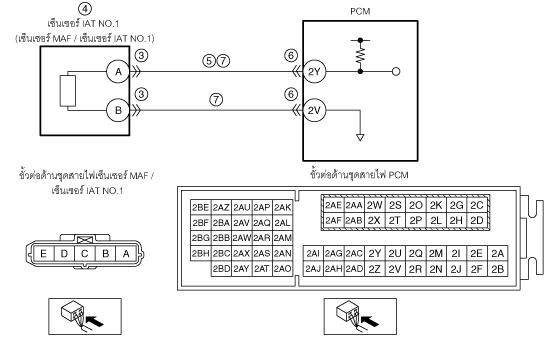 ④
เซ็นเซอร์ IAT NO.1
(เซ็นเซอร์ MAF / เซ็นเซอร์ IAT NO.1)
PCM
A ③ ⑤⑦ ⑥ 2Y
B ③ ⑦ ⑥ 2V
ขั้วต่อด้านชุดสายไฟเซ็นเซอร์ MAF /
เซ็นเซอร์ IAT NO.1
E D C B A
ขั้วต่อด้านชุดสายไฟ PCM
2BE 2AZ 2AU 2AP 2AK
2BF 2BA 2AV 2AQ 2AL
2BG 2BB 2AW 2AR 2AM
2BH 2BC 2AX 2AS 2AN
2BD 2AY 2AT 2AO
2AE 2AA 2W 2S 2O 2K 2G 2C
2AF 2AB 2X 2T 2P 2L 2H 2D
2AI 2AG 2AC 2Y 2U 2Q 2M 2I 2E 2A
2AJ 2AH 2AD 2Z 2V 2R 2N 2J 2F 2B